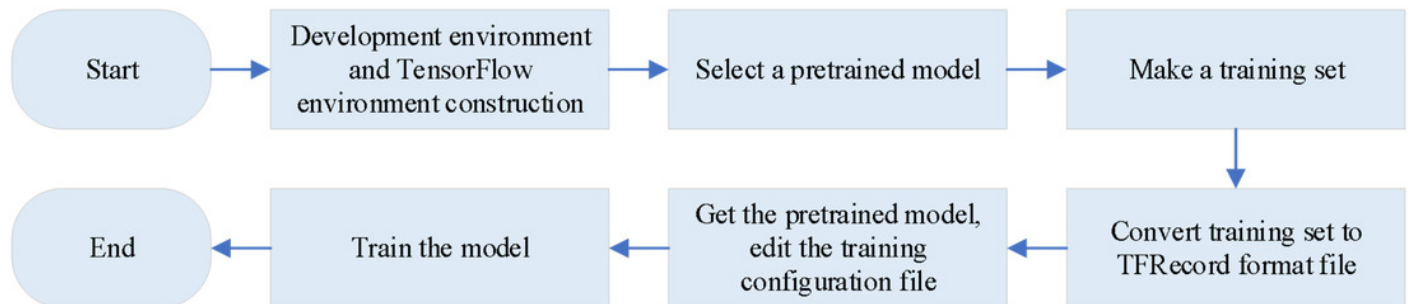 Start
Development environment
and TensorFlow
environment construction
Select a pretrained model
Make a training set
Convert training set to
TFRecord format file
Get the pretrained model,
edit the training
configuration file
Train the model
End